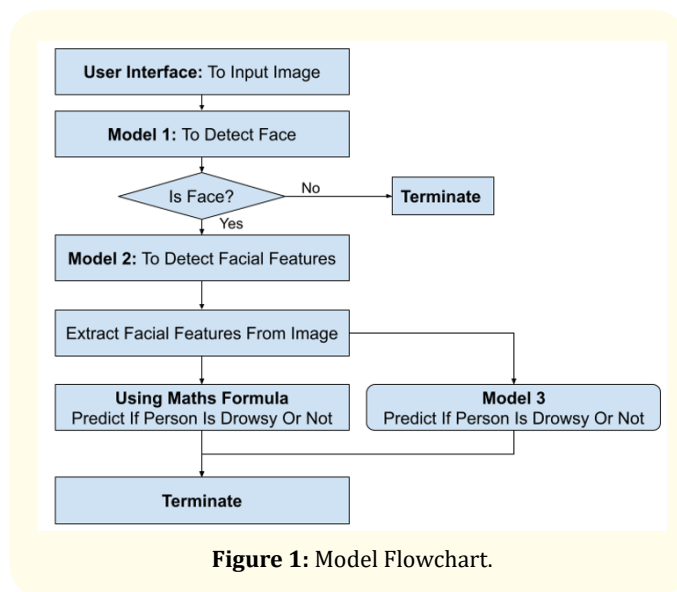 User Interface: To Input Image
Model 1: To Detect Face
Is Face?
No
Terminate
Yes
Model 2: To Detect Facial Features
Extract Facial Features From Image
Using Maths Formula
Predict If Person Is Drowsy Or Not
Model 3
Predict If Person Is Drowsy Or Not
Terminate
Figure 1: Model Flowchart.